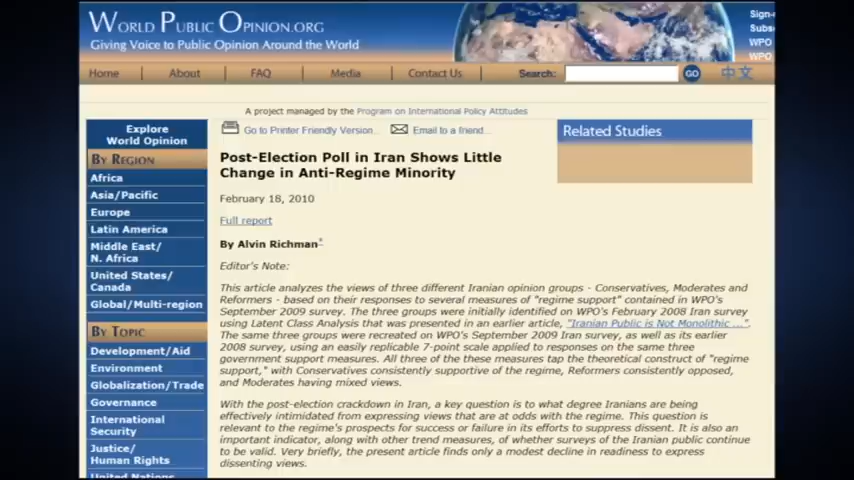 WORLD PUBLIC OPINION.ORG
Giving Voice to Public Opinion Around the World
Sign-
Subs
WPO
WPO
Home | About | FAQ | Media | Contact Us | Search: GO 中文
A project managed by the Program on International Policy Attitudes
Explore
World Opinion
BY REGION
Africa
Asia/Pacific
Europe
Latin America
Middle East/
N. Africa
United States/
Canada
Global/Multi-region
BY TOPIC
Development/Aid
Environment
Globalization/Trade
Governance
International
Security
Justice/
Human Rights
United Nations
Go to Printer Friendly Version...
Email to a friend...
Post-Election Poll in Iran Shows Little
Change in Anti-Regime Minority
February 18, 2010
Full report
By Alvin Richman*
Editor's Note:
This article analyzes the views of three different Iranian opinion groups - Conservatives, Moderates and
Reformers - based on their responses to several measures of "regime support" contained in WPO's
September 2009 survey. The three groups were initially identified on WPO's February 2008 Iran survey
using Latent Class Analysis that was presented in an earlier article, "Iranian Public is Not Monolithic ...".
The same three groups were recreated on WPO's September 2009 Iran survey, as well as its earlier
2008 survey, using an easily replicable 7-point scale applied to responses on the same three
government support measures. All three of the these measures tap the theoretical construct of "regime
support," with Conservatives consistently supportive of the regime, Reformers consistently opposed,
and Moderates having mixed views.
With the post-election crackdown in Iran, a key question is to what degree Iranians are being
effectively intimidated from expressing views that are at odds with the regime. This question is
relevant to the regime's prospects for success or failure in its efforts to suppress dissent. It is also an
important indicator, along with other trend measures, of whether surveys of the Iranian public continue
to be valid. Very briefly, the present article finds only a modest decline in readiness to express
dissenting views.
Related Studies